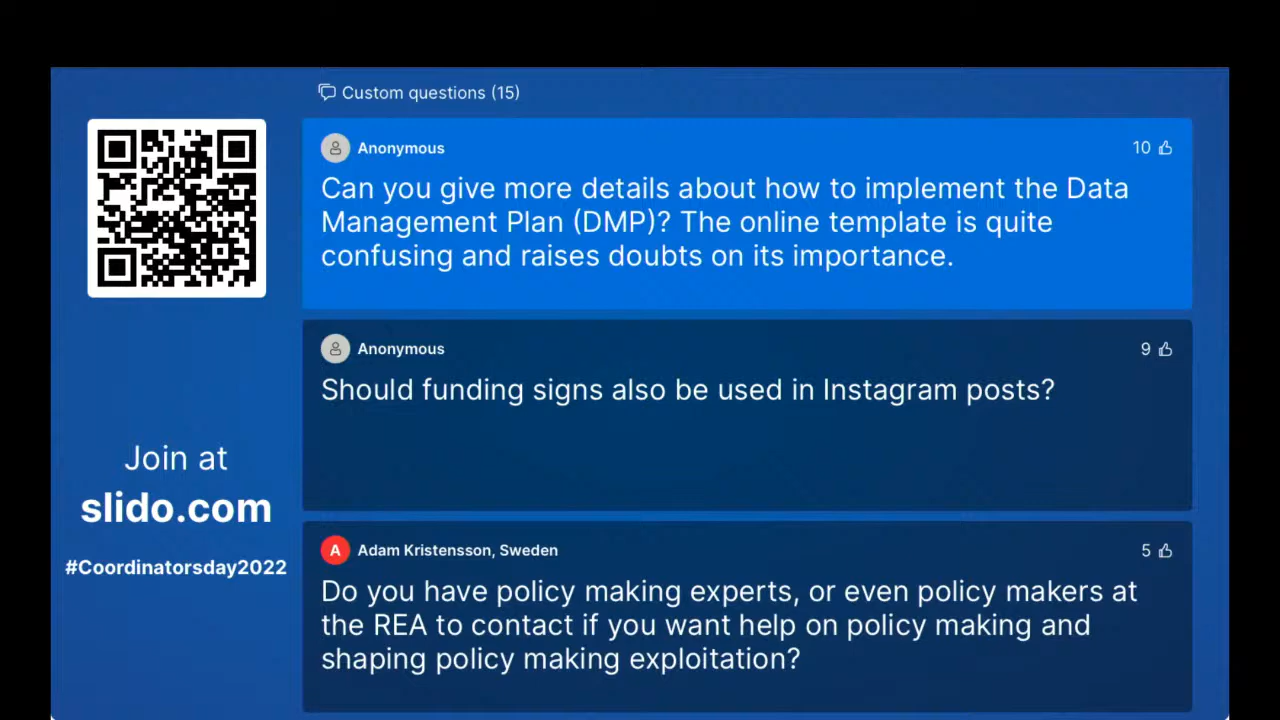 Custom questions (15)
Anonymous
10
Can you give more details about how to implement the Data
Management Plan (DMP)? The online template is quite
confusing and raises doubts on its importance.
Anonymous
9
Should funding signs also be used in Instagram posts?
Join at
slido.com
#Coordinatorsday2022
A
Adam Kristensson, Sweden
5
Do you have policy making experts, or even policy makers at
the REA to contact if you want help on policy making and
shaping policy making exploitation?